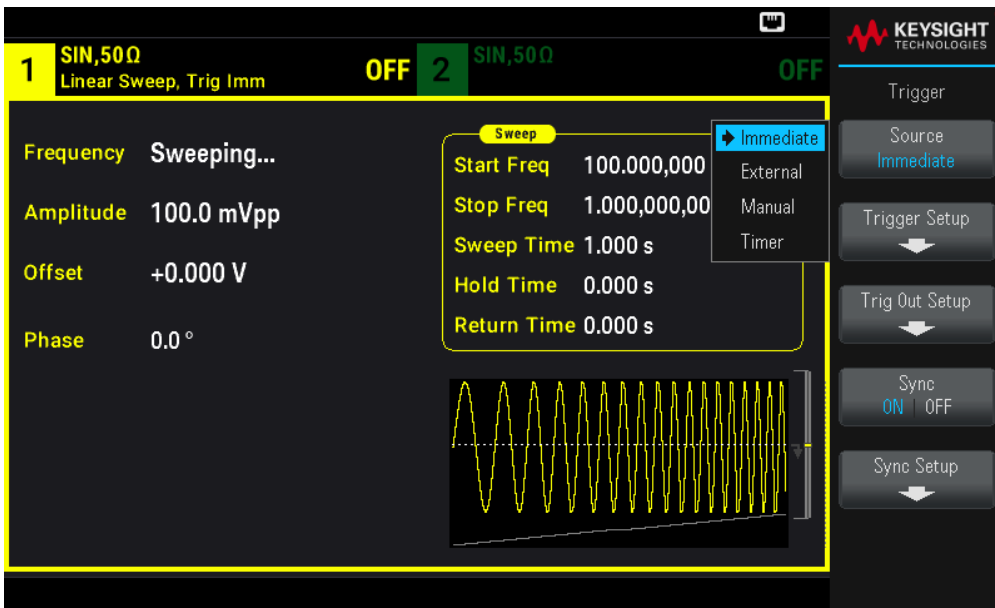 KEYSIGHT
TECHNOLOGIES
1
SIN,50Ω
Linear Sweep, Trig Imm
OFF
2
SIN,50Ω
OFF
Trigger
Frequency Sweeping...
Amplitude 100.0 mVpp
Offset +0.000 V
Phase 0.0 °
Sweep
Start Freq 100.000,000
Stop Freq 1.000,000,00
Sweep Time 1.000 s
Hold Time 0.000 s
Return Time 0.000 s
Immediate
External
Manual
Timer
Source
Immediate
Trigger Setup
Trig Out Setup
Sync
ON | OFF
Sync Setup